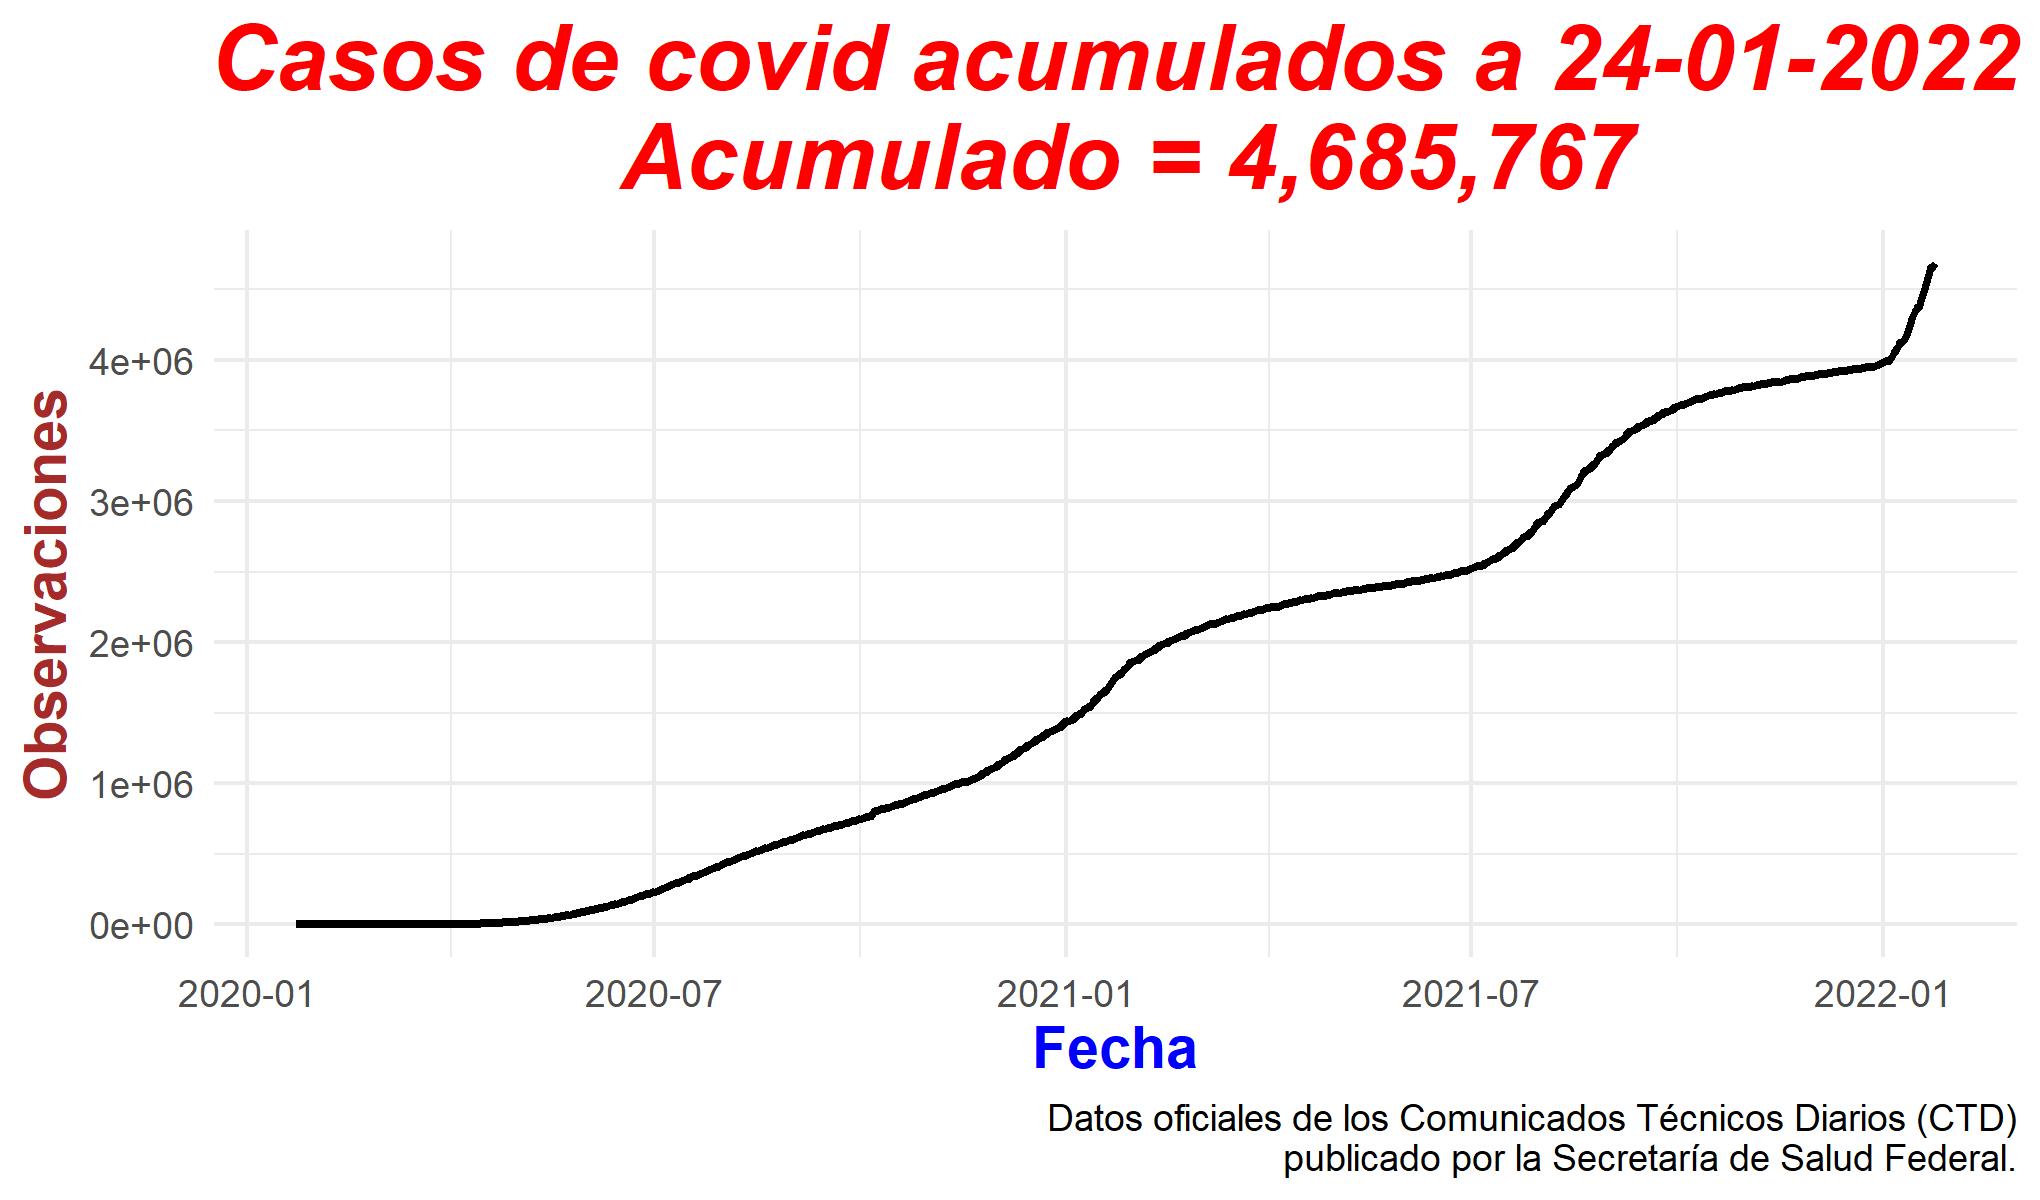 Casos de covid acumulados a 24-01-2022
Acumulado = 4,685,767
Observaciones
4e+06
3e+06
2e+06
1e+06
0e+00
2020-01
2020-07
2021-01
2021-07
2022-01
Fecha
Datos oficiales de los Comunicados Técnicos Diarios (CTD)
publicado por la Secretaría de Salud Federal.